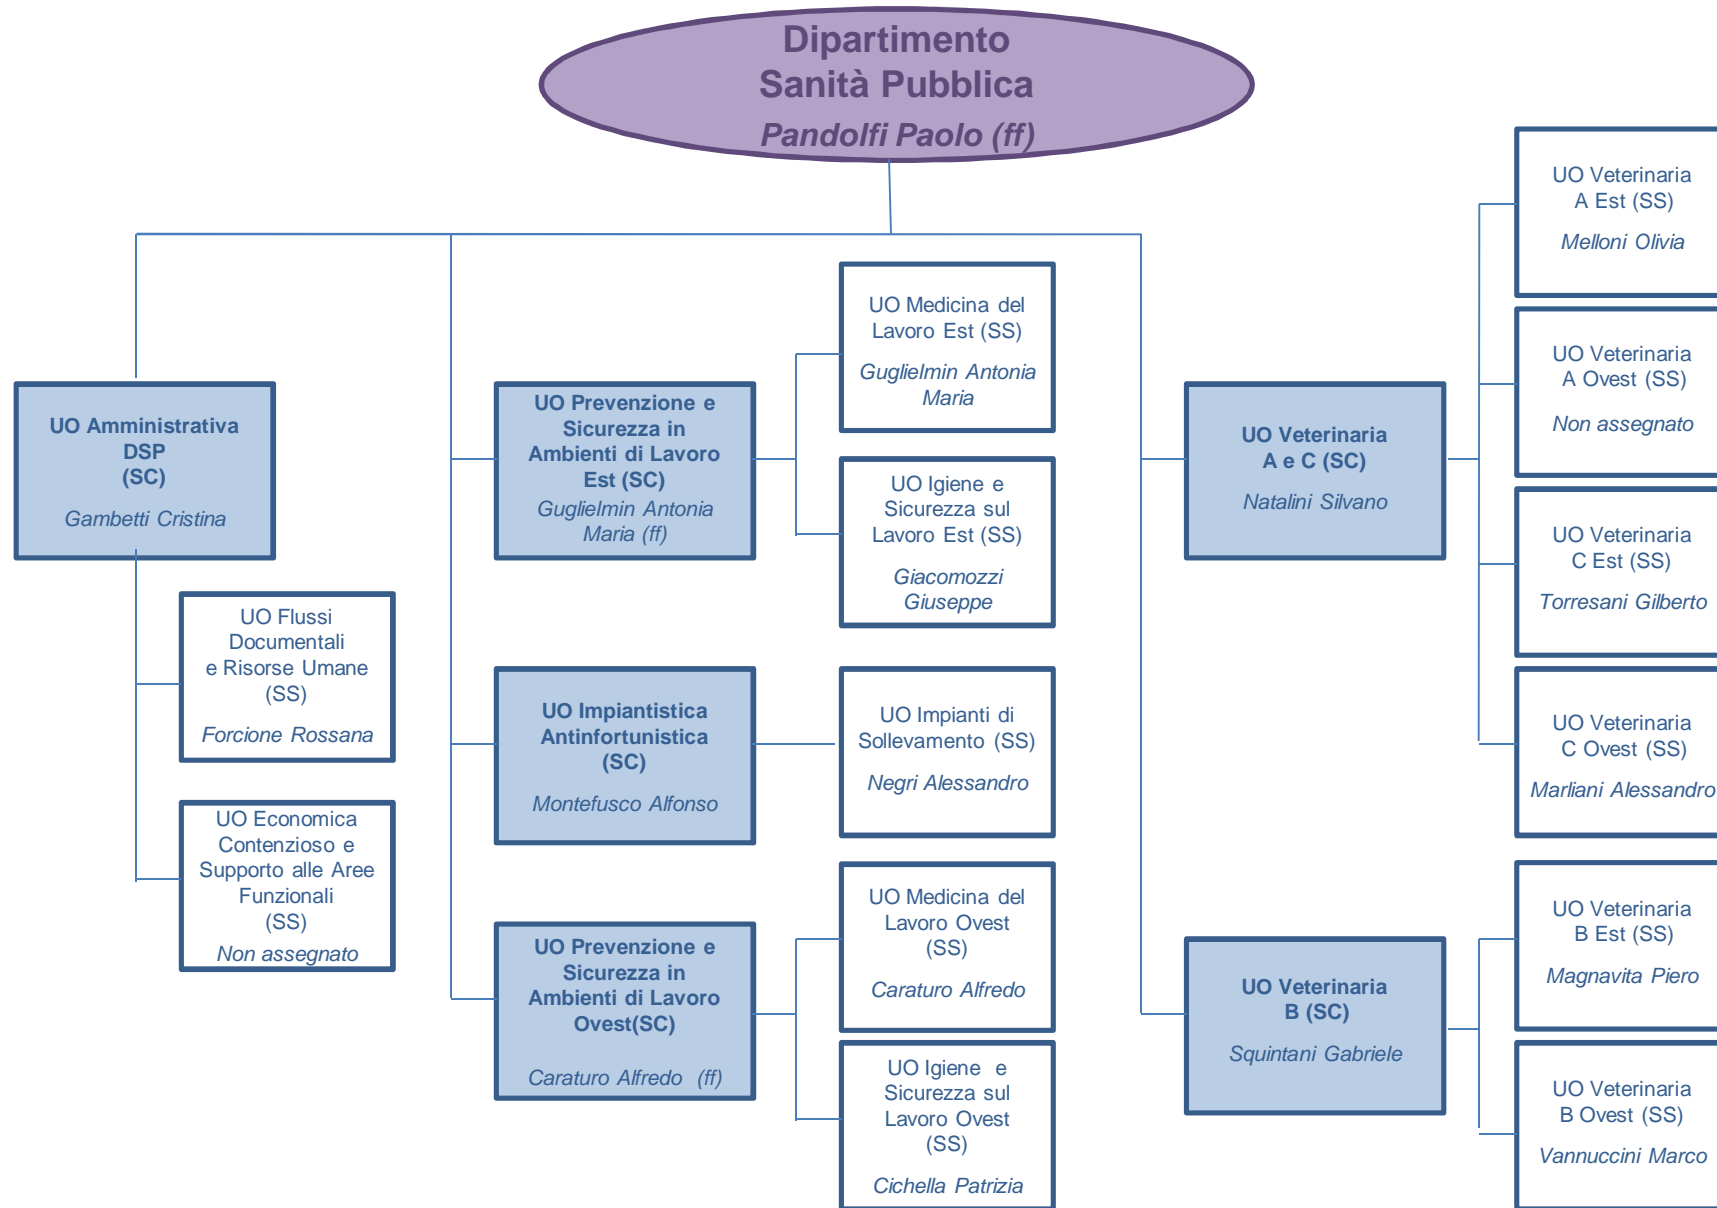 Dipartimento
Sanità Pubblica
Pandolfi Paolo (ff)
UO Amministrativa
DSP
(SC)
Gambetti Cristina
UO Flussi
Documentali
e Risorse Umane
(SS)
Forcione Rossana
UO Economica
Contenzioso e
Supporto alle Aree
Funzionali
(SS)
Non assegnato
UO Prevenzione e
Sicurezza in
Ambienti di Lavoro
Est (SC)
Guglielmin Antonia
Maria (ff)
UO Medicina del
Lavoro Est (SS)
Guglielmin Antonia
Maria
UO Igiene e
Sicurezza sul
Lavoro Est (SS)
Giacomozzi
Giuseppe
UO Impiantistica
Antinfortunistica
(SC)
Montefusco Alfonso
UO Impianti di
Sollevamento (SS)
Negri Alessandro
UO Prevenzione e
Sicurezza in
Ambienti di Lavoro
Ovest(SC)
Caraturo Alfredo (ff)
UO Medicina del
Lavoro Ovest
(SS)
Caraturo Alfredo
UO Igiene e
Sicurezza sul
Lavoro Ovest
(SS)
Cichella Patrizia
UO Veterinaria
A e C (SC)
Natalini Silvano
UO Veterinaria
A Est (SS)
Melloni Olivia
UO Veterinaria
A Ovest (SS)
Non assegnato
UO Veterinaria
C Est (SS)
Torresani Gilberto
UO Veterinaria
C Ovest (SS)
Marliani Alessandro
UO Veterinaria
B (SC)
Squintani Gabriele
UO Veterinaria
B Est (SS)
Magnavita Piero
UO Veterinaria
B Ovest (SS)
Vannuccini Marco